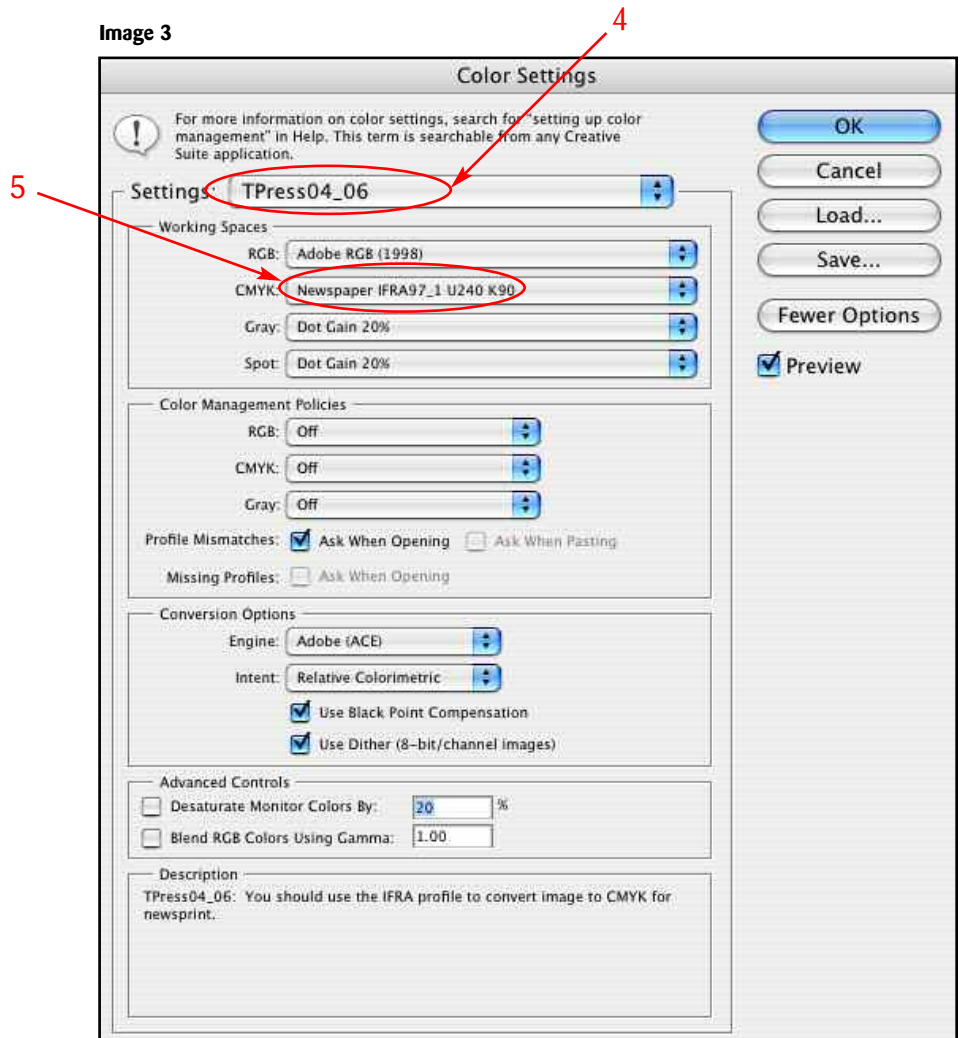 Image 3
4
Color Settings
For more information on color settings, search for "setting up color
management" in Help. This term is searchable from any Creative
Suite application.
OK
Cancel
5
Settings: TPress04_06
Load...
Working Spaces
RGB: Adobe RGB (1998)
Save...
CMYK: Newspaper IFRA97_1 U240 K90
Fewer Options
Gray: Dot Gain 20%
Spot: Dot Gain 20%
Preview
Color Management Policies
RGB: Off
CMYK: Off
Gray: Off
Profile Mismatches: Ask When Opening Ask When Pasting
Missing Profiles: Ask When Opening
Conversion Options
Engine: Adobe (ACE)
Intent: Relative Colorimetric
Use Black Point Compensation
Use Dither (8-bit/channel images)
Advanced Controls
Desaturate Monitor Colors By: 20 %
Blend RGB Colors Using Gamma: 1.00
Description
TPress04_06: You should use the IFRA profile to convert image to CMYK for
newsprint.